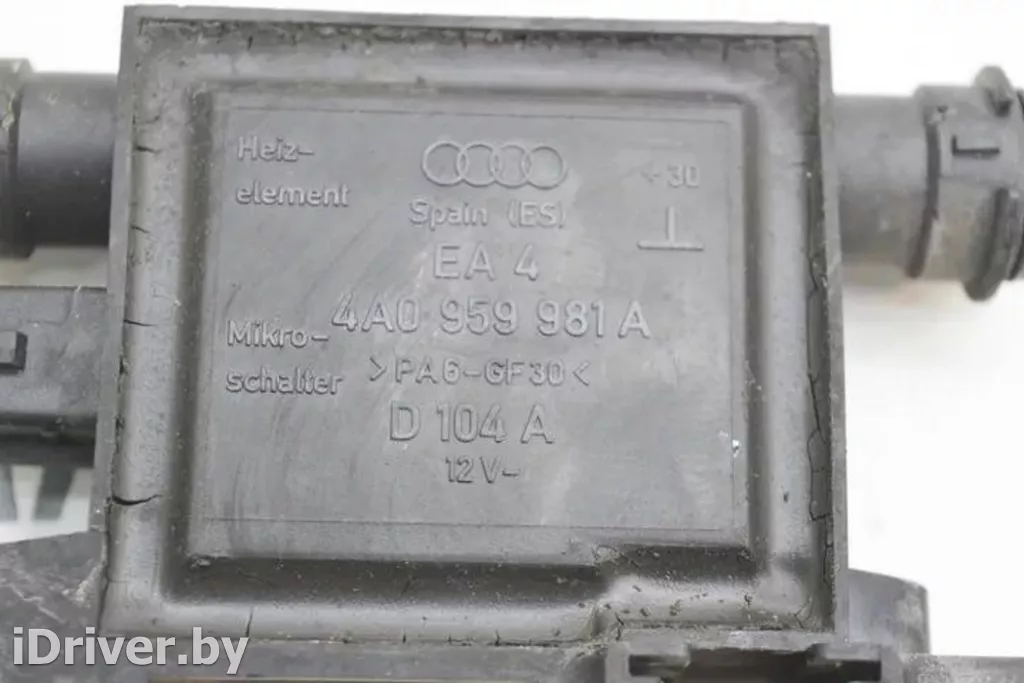 Heiz-
element
Spain (ES)
+30
EA 4
4A0 959 981 A
Mikro-
schalter
>PA6-GF30<
D 104 A
12V-
iDriver.by